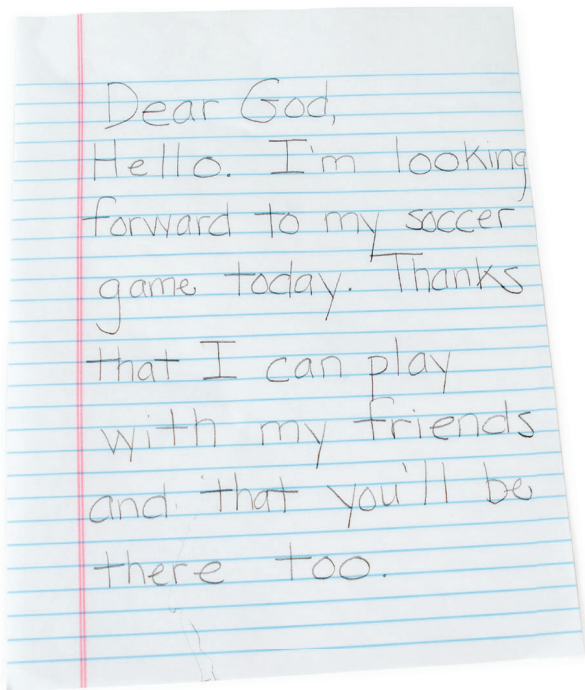 Dear God,
Hello. I'm looking
forward to my soccer
game today. Thanks
that I can play
with my friends
and that you'll be
there too.